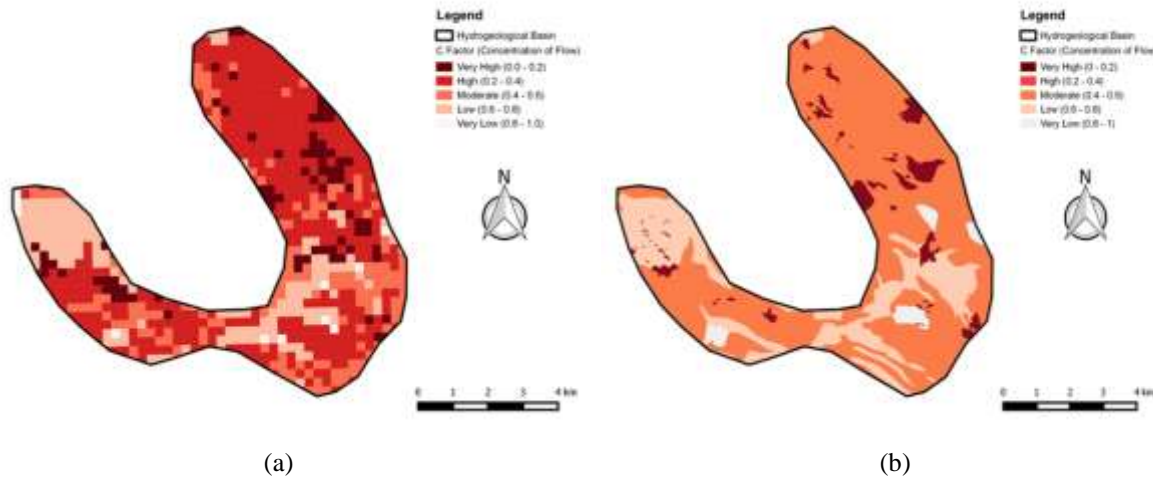 Legend
Hydrogeological Basin
C Factor (Concentration of Flow)
Very High (0.0 - 0.2)
High (0.2 - 0.4)
Moderate (0.4 - 0.6)
Low (0.6 - 0.8)
Very Low (0.8 - 1.0)
N
0 1 2 3 4 km
(a)
Legend
Hydrogeological Basin
C Factor (Concentration of Flow)
Very High (0 - 0.2)
High (0.2 - 0.4)
Moderate (0.4 - 0.6)
Low (0.6 - 0.8)
Very Low (0.8 - 1)
N
0 1 2 3 4 km
(b)